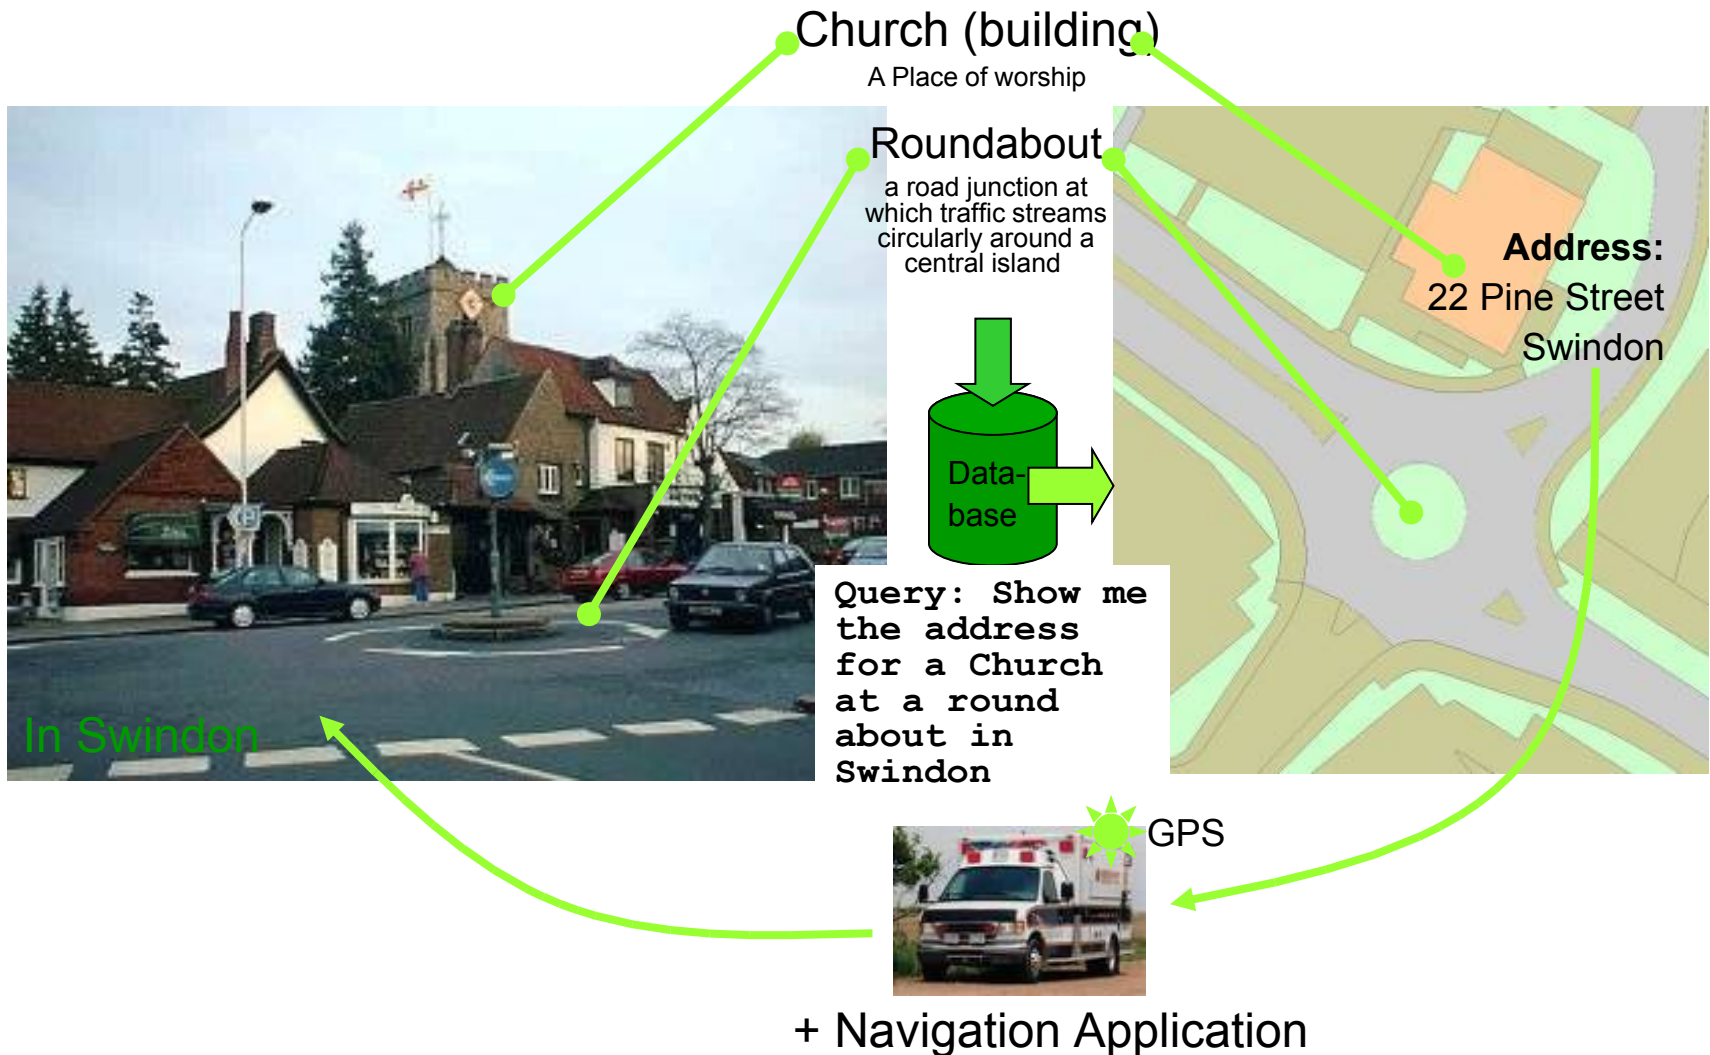 Church (building)
A Place of worship
Roundabout
a road junction at
which traffic streams
circularly around a
central island
Address:
22 Pine Street
Swindon
Data-
base
Query: Show me
the address
for a Church
at a round
about in
Swindon
In Swindon
GPS
+ Navigation Application